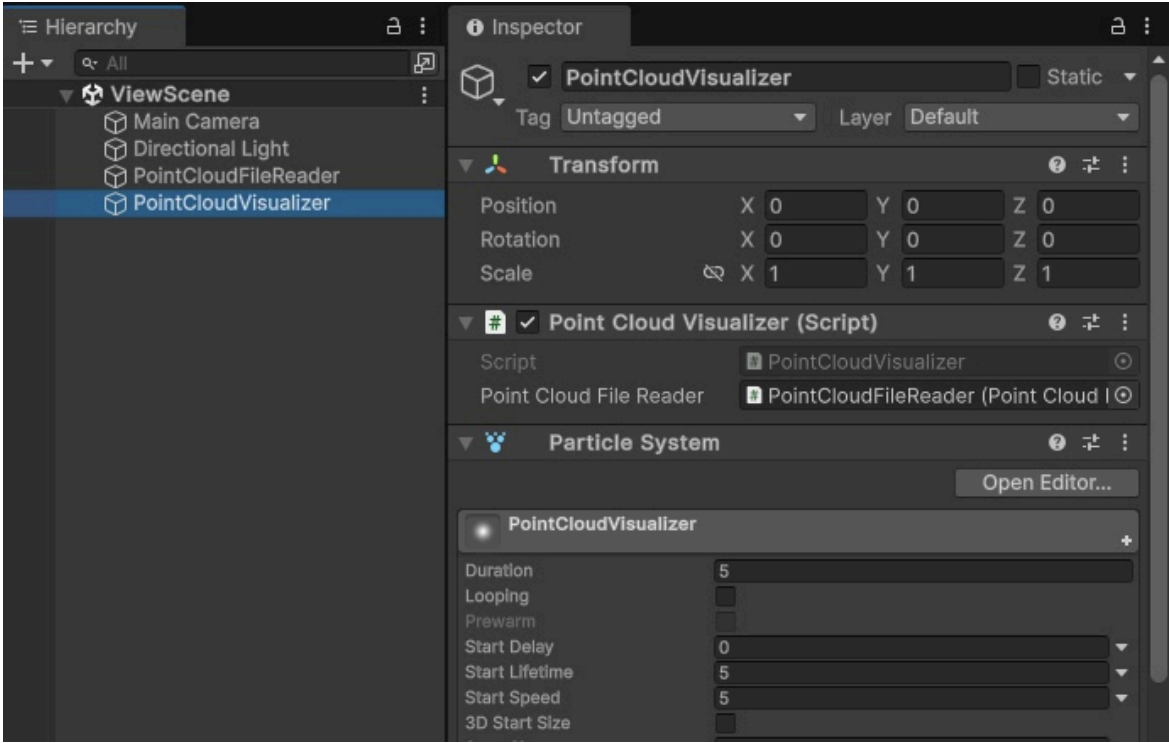 Hierarchy
All
ViewScene
Main Camera
Directional Light
PointCloudFileReader
PointCloudVisualizer
Inspector
PointCloudVisualizer Static
Tag Untagged Layer Default
Transform
Position X 0 Y 0 Z 0
Rotation X 0 Y 0 Z 0
Scale X 1 Y 1 Z 1
# Point Cloud Visualizer (Script)
Script # PointCloudVisualizer
Point Cloud File Reader # PointCloudFileReader (Point Cloud I
Particle System
Open Editor...
PointCloudVisualizer
Duration 5
Looping
Prewarm
Start Delay 0
Start Lifetime 5
Start Speed 5
3D Start Size